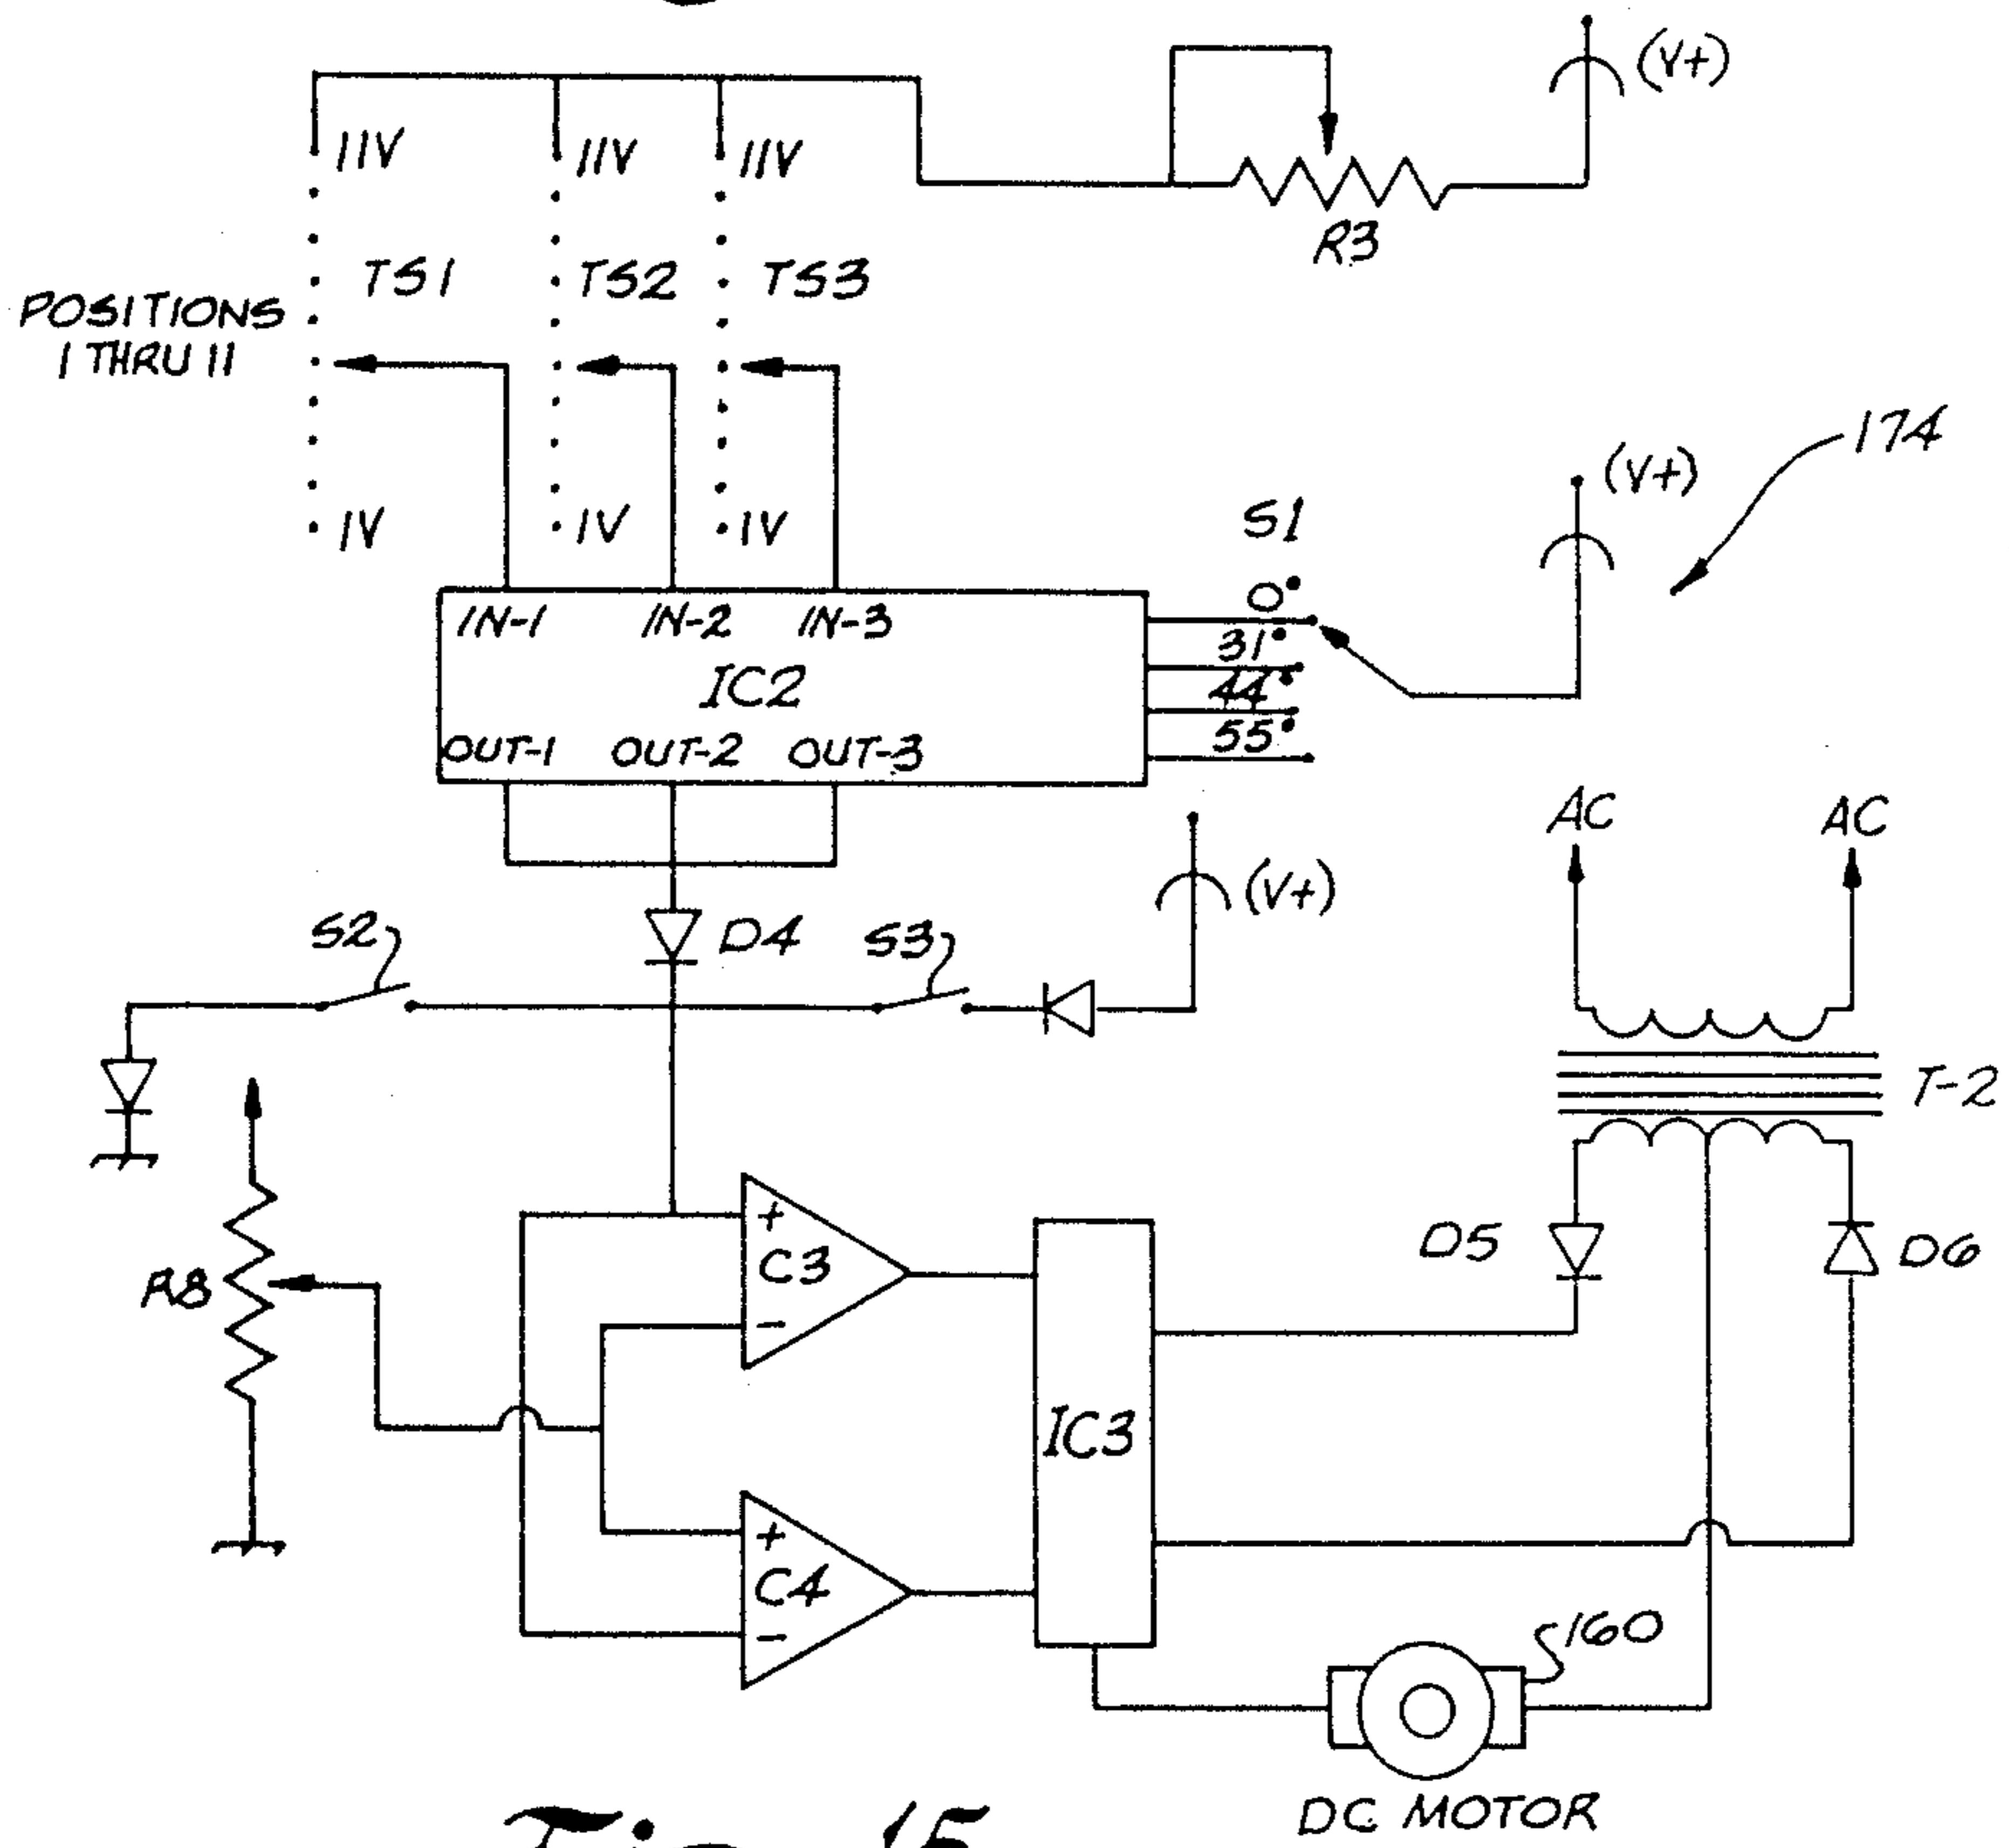 (V+)
11V
11V
11V
R3
TS1
TS2
TS3
POSITIONS
1 THRU 11
174
(V+)
1V
1V
1V
S1
0°
IN-1
IN-2
IN-3
31°
IC2
44°
55°
OUT-1
OUT-2
OUT-3
AC
AC
(V+)
S2
D4
S3
T-2
+
C3
-
D5
D6
R8
IC3
+
C4
-
160
DC MOTOR
Fig. 15